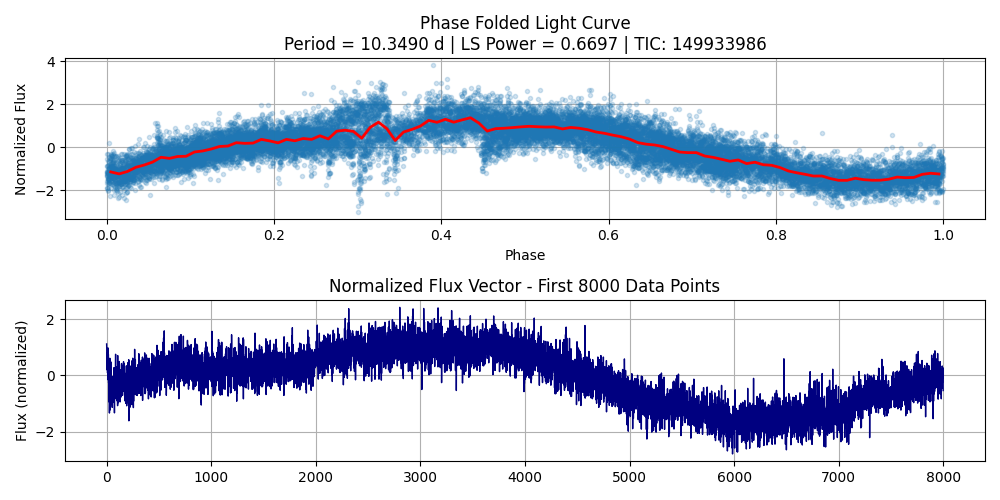 Phase Folded Light Curve
Period = 10.3490 d | LS Power = 0.6697 | TIC: 149933986
4
2
0
−2
Normalized Flux
0.0 0.2 0.4 0.6 0.8 1.0
Phase
Normalized Flux Vector - First 8000 Data Points
2
0
−2
Flux (normalized)
0 1000 2000 3000 4000 5000 6000 7000 8000